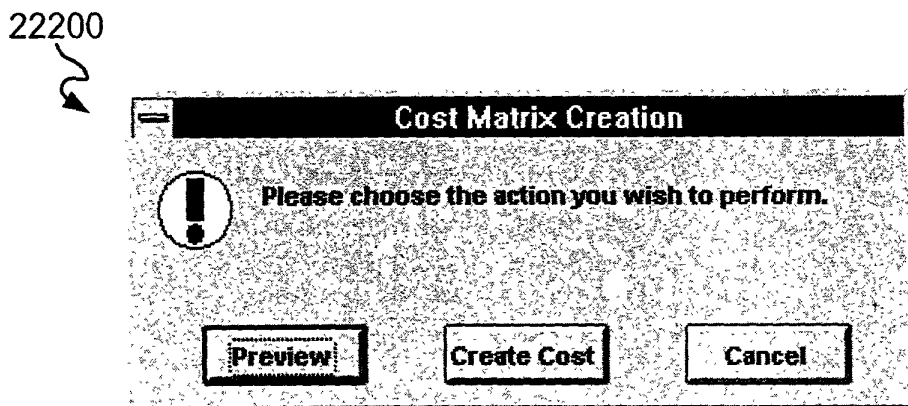 22200
Cost Matrix Creation
Please choose the action you wish to perform.
Preview Create Cost Cancel